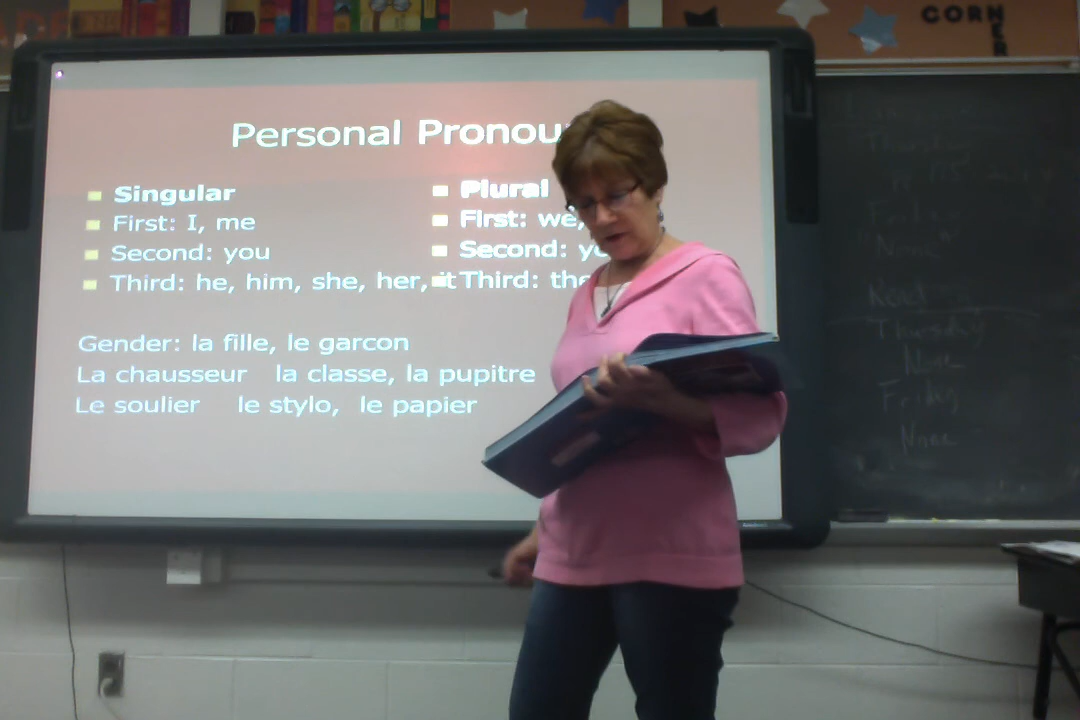 CORNER
Personal Pronou
Singular
First: I, me
Second: you
Third: he, him, she, her, it
Plural
First: we,
Second: yo
Third: the
Gender: la fille, le garcon
La chausseur la classe, la pupitre
Le soulier le stylo, le papier
Thursday
Friday
None
Read
Thursday
None
Friday
None